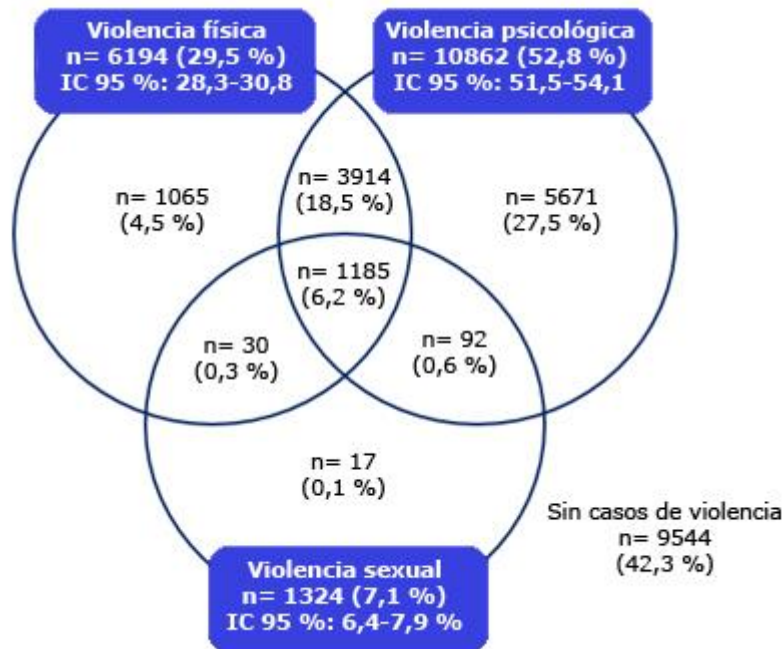 Violencia física
n= 6194 (29,5 %)
IC 95 %: 28,3-30,8
Violencia psicológica
n= 10862 (52,8 %)
IC 95 %: 51,5-54,1
n= 1065
(4,5 %)
n= 3914
(18,5 %)
n= 5671
(27,5 %)
n= 1185
(6,2 %)
n= 30
(0,3 %)
n= 92
(0,6 %)
n= 17
(0,1 %)
Sin casos de violencia
n= 9544
(42,3 %)
Violencia sexual
n= 1324 (7,1 %)
IC 95 %: 6,4-7,9 %